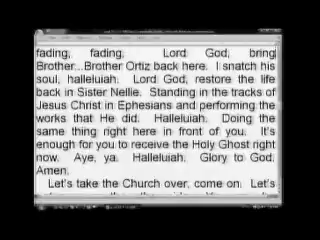 fading, fading. Lord God, bring
Brother...Brother Ortiz back here. I snatch his
soul, halleluiah. Lord God, restore the life
back in Sister Nellie. Standing in the tracks of
Jesus Christ in Ephesians and performing the
works that He did. Halleluiah. Doing the
same thing right here in front of you. It's
enough for you to receive the Holy Ghost right
now. Aye, ya. Halleluiah. Glory to God.
Amen.
Let's take the Church over, come on. Let's